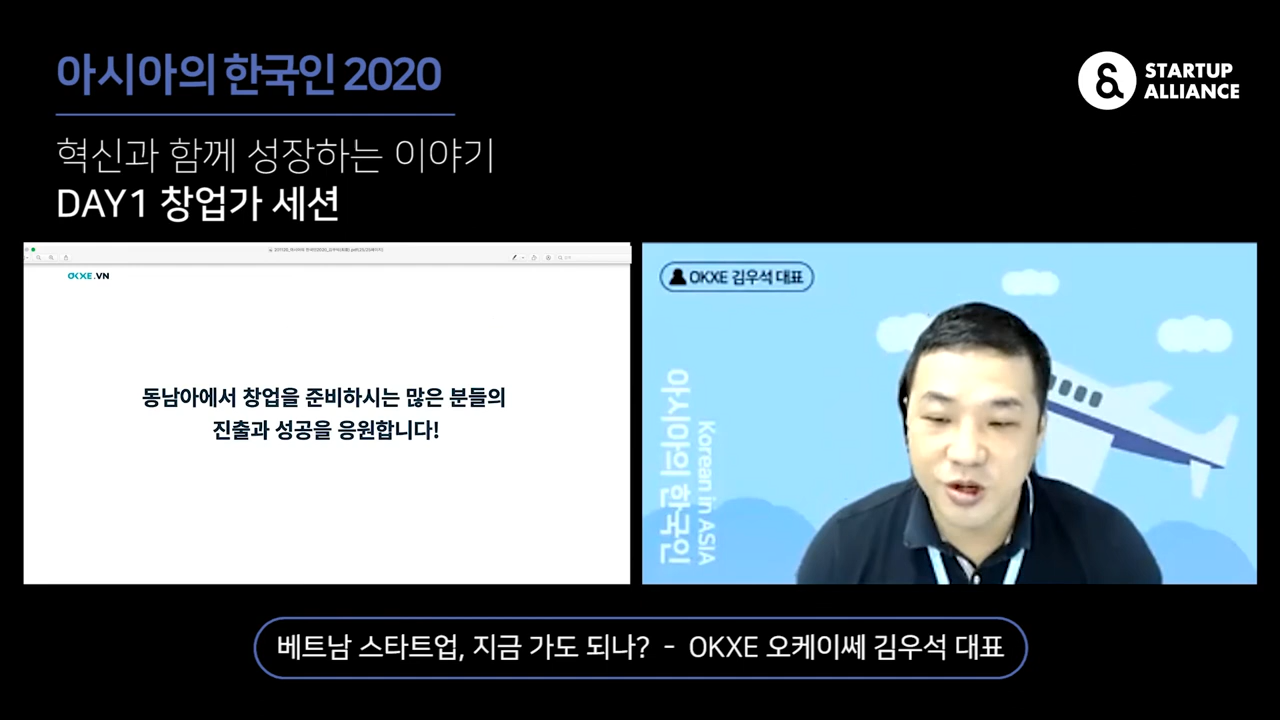 아시아의 한국인 2020
STARTUP
ALLIANCE
혁신과 함께 성장하는 이야기
DAY1 창업가 세션
OKXE.VN
동남아에서 창업을 준비하시는 많은 분들의
진출과 성공을 응원합니다!
OKXE 김우석 대표
아시아의 한국인
Korean in ASIA
베트남 스타트업, 지금 가도 되나? - OKXE 오케이쎄 김우석 대표